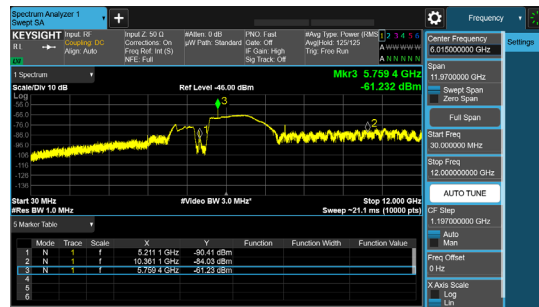 Spectrum Analyzer 1
Swept SA
+
Frequency
KEYSIGHT
Input: RF
Input Z: 50 Ω
#Atten: 0 dB
PNO: Fast
#Avg Type: Power (RMS
1 2 3 4 5 6
Coupling: DC
Corrections: On
µW Path: Standard
Gate: Off
Avg|Hold: 125/125
Align: Auto
Freq Ref: Int (S)
IF Gain: High
Trig: Free Run
A W W W W W
NFE: Full
Sig Track: Off
A N N N N N
Center Frequency
6.015000000 GHz
Settings
1 Spectrum
Mkr3 5.759 4 GHz
Scale/Div 10 dB
Ref Level -46.00 dBm
-61.232 dBm
Log
Span
11.9700000 GHz
Swept Span
Zero Span
Full Span
Start Freq
30.000000 MHz
Stop Freq
12.000000000 GHz
AUTO TUNE
-56.0
-66.0
-76.0
-86.0
-96.0
-106
-116
-126
-136
3
1
2
Start 30 MHz
#Video BW 3.0 MHz*
Stop 12.000 GHz
#Res BW 1.0 MHz
Sweep ~21.1 ms (10000 pts)
CF Step
1.197000000 GHz
Auto
Man
Freq Offset
0 Hz
X Axis Scale
Log
Lin
5 Marker Table
Mode Trace Scale X Y Function Function Width Function Value
1 N 1 f 5.211 1 GHz -90.41 dBm
2 N 1 f 10.361 1 GHz -84.03 dBm
3 N 1 f 5.759 4 GHz -61.23 dBm
4
5
6